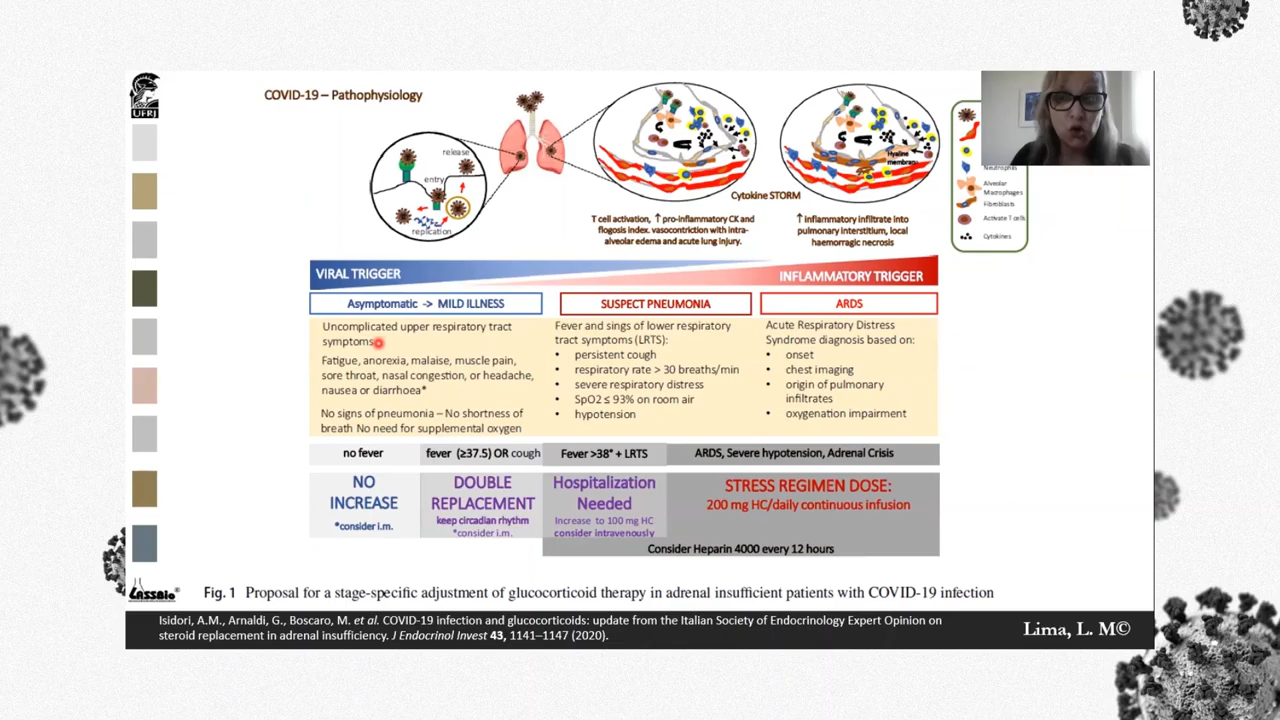 UFRJ
COVID-19 – Pathophysiology
release
entry
replication
Hyaline
membran
Cytokine STORM
T cell activation, ↑ pro-inflammatory CK and
flogosis index. vasocontriction with intra-
alveolar edema and acute lung injury.
↑ inflammatory infiltrate into
pulmonary interstitium, local
haemorragic necrosis
Neutrophils
Alveolar
Macrophages
Fibroblasts
Activate T cells
Cytokines
VIRAL TRIGGER
INFLAMMATORY TRIGGER
Asymptomatic -> MILD ILLNESS
SUSPECT PNEUMONIA
ARDS
Uncomplicated upper respiratory tract
symptoms
Fatigue, anorexia, malaise, muscle pain,
sore throat, nasal congestion, or headache,
nausea or diarrhoea*
No signs of pneumonia – No shortness of
breath No need for supplemental oxygen
Fever and sings of lower respiratory
tract symptoms (LRTS):
• persistent cough
• respiratory rate > 30 breaths/min
• severe respiratory distress
• SpO2 ≤ 93% on room air
• hypotension
Acute Respiratory Distress
Syndrome diagnosis based on:
• onset
• chest imaging
• origin of pulmonary
infiltrates
• oxygenation impairment
no fever
fever (≥37.5) OR cough
Fever >38° + LRTS
ARDS, Severe hypotension, Adrenal Crisis
NO
INCREASE
*consider i.m.
DOUBLE
REPLACEMENT
keep circadian rhythm
*consider i.m.
Hospitalization
Needed
Increase to 100 mg HC
consider intravenously
STRESS REGIMEN DOSE:
200 mg HC/daily continuous infusion
Consider Heparin 4000 every 12 hours
LASSBio®
Fig. 1 Proposal for a stage-specific adjustment of glucocorticoid therapy in adrenal insufficient patients with COVID-19 infection
Isidori, A.M., Arnaldi, G., Boscaro, M. et al. COVID-19 infection and glucocorticoids: update from the Italian Society of Endocrinology Expert Opinion on
steroid replacement in adrenal insufficiency. J Endocrinol Invest 43, 1141–1147 (2020).
Lima, L. M©